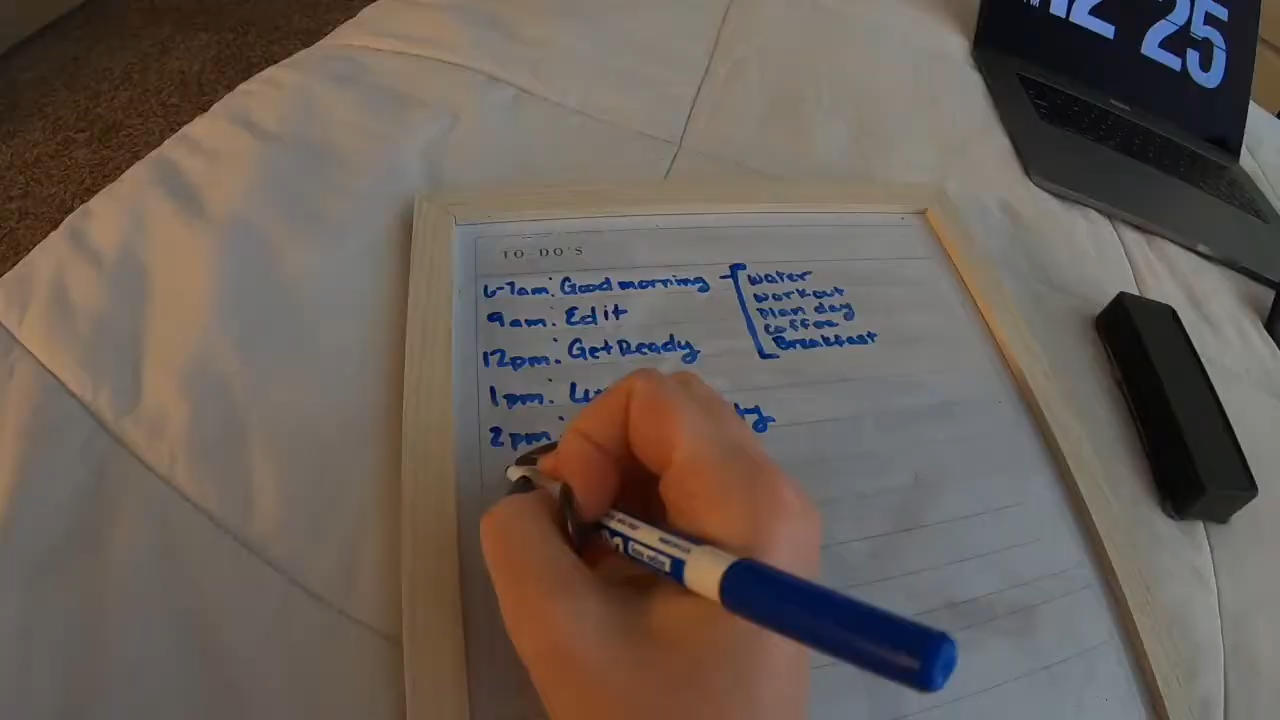 25
TO-DO'S
6-7am: Good morning
water
workout
Plan day
coffee
Breakfast
9am: Edit
12pm: Get Ready
1pm:
2pm